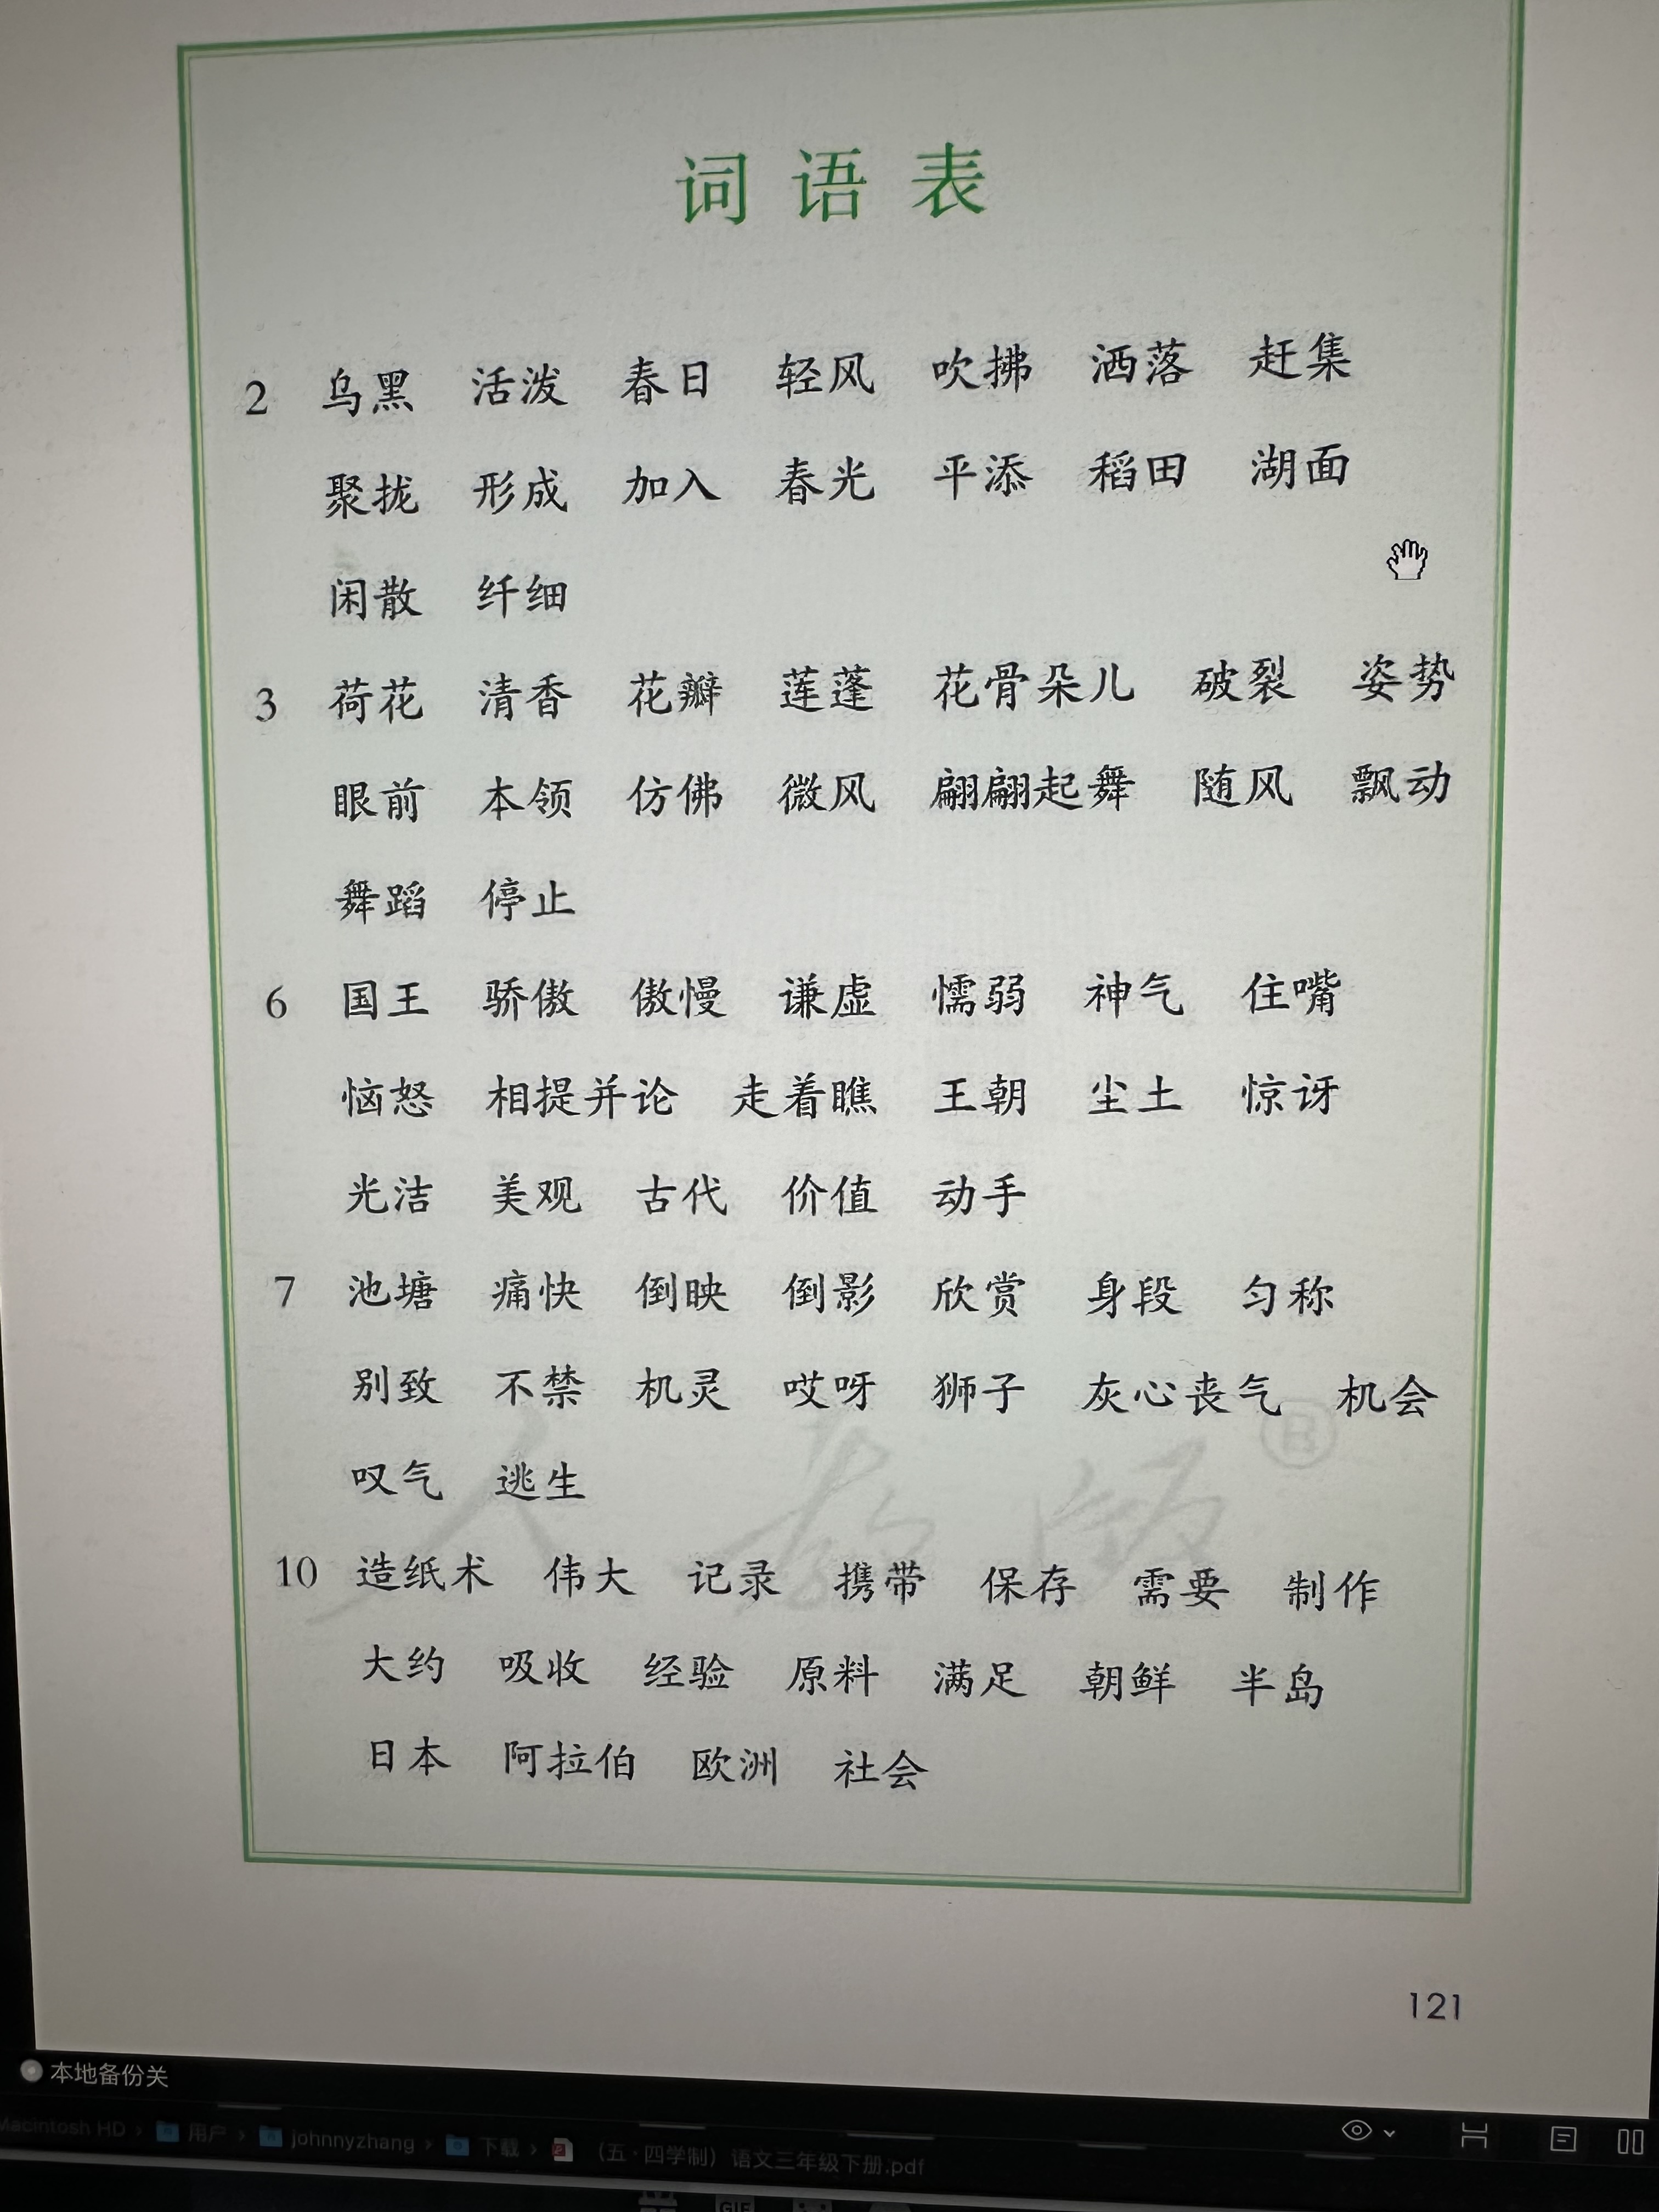 词语表
2 乌黑 活泼 春日 轻风 吹拂 洒落 赶集
聚拢 形成 加入 春光 平添 稻田 湖面
闲散 纤细
3 荷花 清香 花瓣 莲蓬 花骨朵儿 破裂 姿势
眼前 本领 仿佛 微风 翩翩起舞 随风 飘动
舞蹈 停止
6 国王 骄傲 傲慢 谦虚 懦弱 神气 住嘴
恼怒 相提并论 走着瞧 王朝 尘土 惊讶
光洁 美观 古代 价值 动手
7 池塘 痛快 倒映 倒影 欣赏 身段 匀称
别致 不禁 机灵 哎呀 狮子 灰心丧气 机会
叹气 逃生
人教版®
10 造纸术 伟大 记录 携带 保存 需要 制作
大约 吸收 经验 原料 满足 朝鲜 半岛
日本 阿拉伯 欧洲 社会
121
本地备份关
Macintosh HD › 用户 › johnnyzhang › 下载 › （五·四学制）语文三年级下册.pdf
GIF